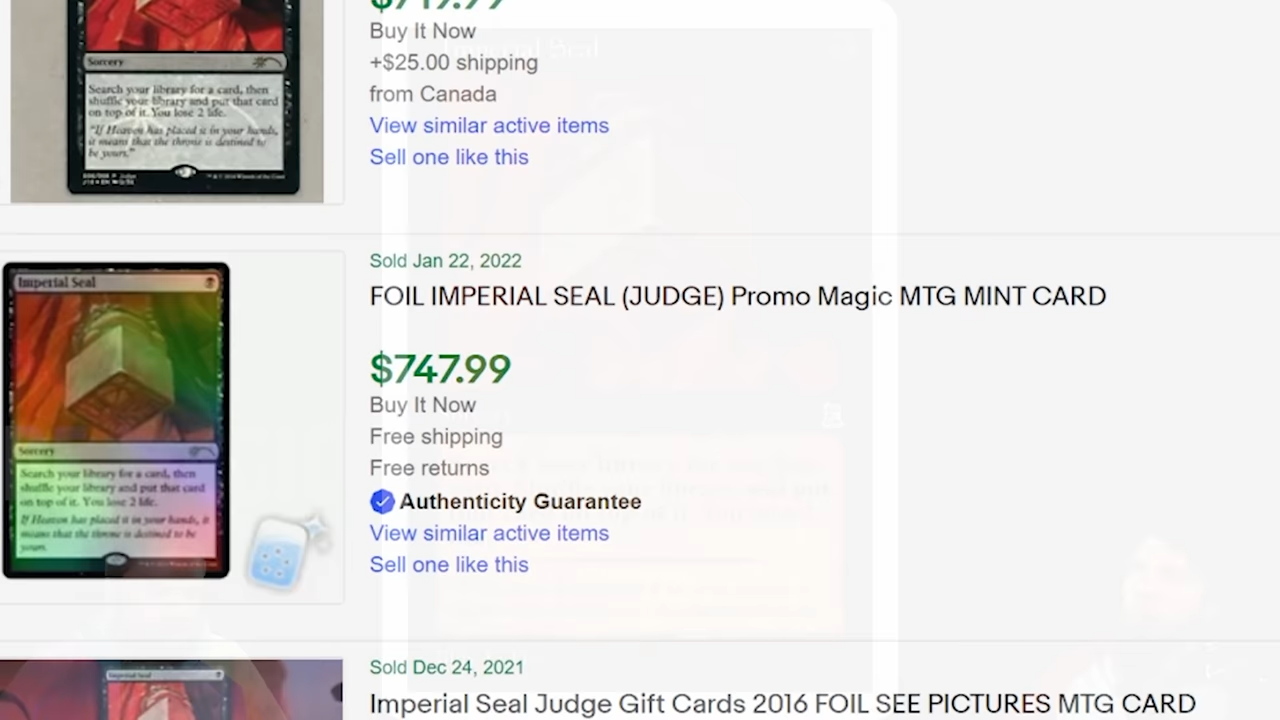 $719.99
Buy It Now
+$25.00 shipping
from Canada
View similar active items
Sell one like this
Sorcery
Search your library for a card, then
shuffle your library and put that card
on top of it. You lose 2 life.
"If Heaven has placed it in your hands,
it means that the throne is destined to
be yours."
Imperial Seal
Sold Jan 22, 2022
FOIL IMPERIAL SEAL (JUDGE) Promo Magic MTG MINT CARD
$747.99
Buy It Now
Free shipping
Free returns
Authenticity Guarantee
View similar active items
Sell one like this
Imperial Seal
Sorcery
Search your library for a card, then
shuffle your library and put that card
on top of it. You lose 2 life.
If Heaven has placed it in your hands, it
means that the throne is destined to be
yours.
Sold Dec 24, 2021
Imperial Seal Judge Gift Cards 2016 FOIL SEE PICTURES MTG CARD
Imperial Seal